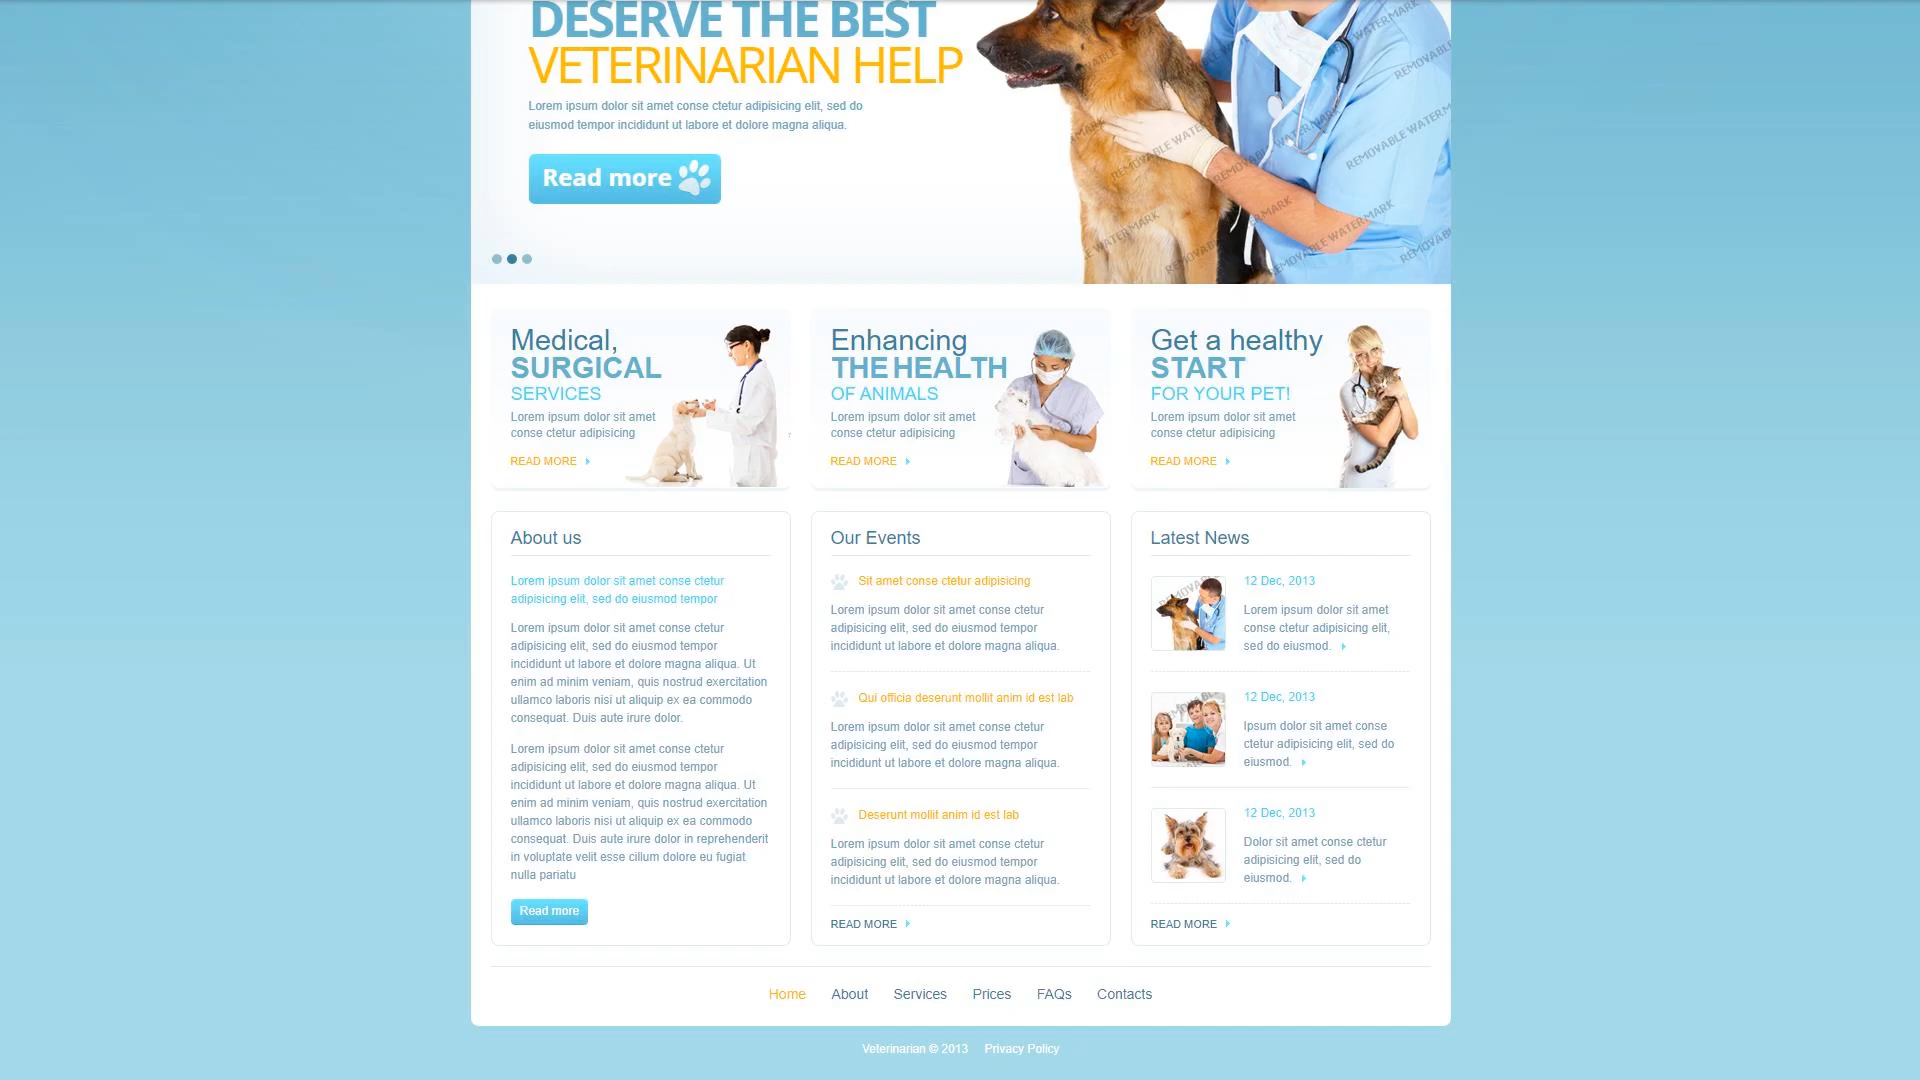 DESERVE THE BEST
VETERINARIAN HELP
Lorem ipsum dolor sit amet conse ctetur adipisicing elit, sed do
eiusmod tempor incididunt ut labore et dolore magna aliqua.
Read more
REMOVABLE WATERMARK
Medical,
SURGICAL
SERVICES
Lorem ipsum dolor sit amet
conse ctetur adipisicing
READ MORE
Enhancing
THE HEALTH
OF ANIMALS
Lorem ipsum dolor sit amet
conse ctetur adipisicing
READ MORE
Get a healthy
START
FOR YOUR PET!
Lorem ipsum dolor sit amet
conse ctetur adipisicing
READ MORE
About us
Lorem ipsum dolor sit amet conse ctetur
adipisicing elit, sed do eiusmod tempor
Lorem ipsum dolor sit amet conse ctetur
adipisicing elit, sed do eiusmod tempor
incididunt ut labore et dolore magna aliqua. Ut
enim ad minim veniam, quis nostrud exercitation
ullamco laboris nisi ut aliquip ex ea commodo
consequat. Duis aute irure dolor.
Lorem ipsum dolor sit amet conse ctetur
adipisicing elit, sed do eiusmod tempor
incididunt ut labore et dolore magna aliqua. Ut
enim ad minim veniam, quis nostrud exercitation
ullamco laboris nisi ut aliquip ex ea commodo
consequat. Duis aute irure dolor in reprehenderit
in voluptate velit esse cillum dolore eu fugiat
nulla pariatu
Read more
Our Events
Sit amet conse ctetur adipisicing
Lorem ipsum dolor sit amet conse ctetur
adipisicing elit, sed do eiusmod tempor
incididunt ut labore et dolore magna aliqua.
Qui officia deserunt mollit anim id est lab
Lorem ipsum dolor sit amet conse ctetur
adipisicing elit, sed do eiusmod tempor
incididunt ut labore et dolore magna aliqua.
Deserunt mollit anim id est lab
Lorem ipsum dolor sit amet conse ctetur
adipisicing elit, sed do eiusmod tempor
incididunt ut labore et dolore magna aliqua.
READ MORE
Latest News
12 Dec, 2013
Lorem ipsum dolor sit amet
conse ctetur adipisicing elit,
sed do eiusmod.
12 Dec, 2013
Ipsum dolor sit amet conse
ctetur adipisicing elit, sed do
eiusmod.
12 Dec, 2013
Dolor sit amet conse ctetur
adipisicing elit, sed do
eiusmod.
READ MORE
Home About Services Prices FAQs Contacts
Veterinarian © 2013 Privacy Policy